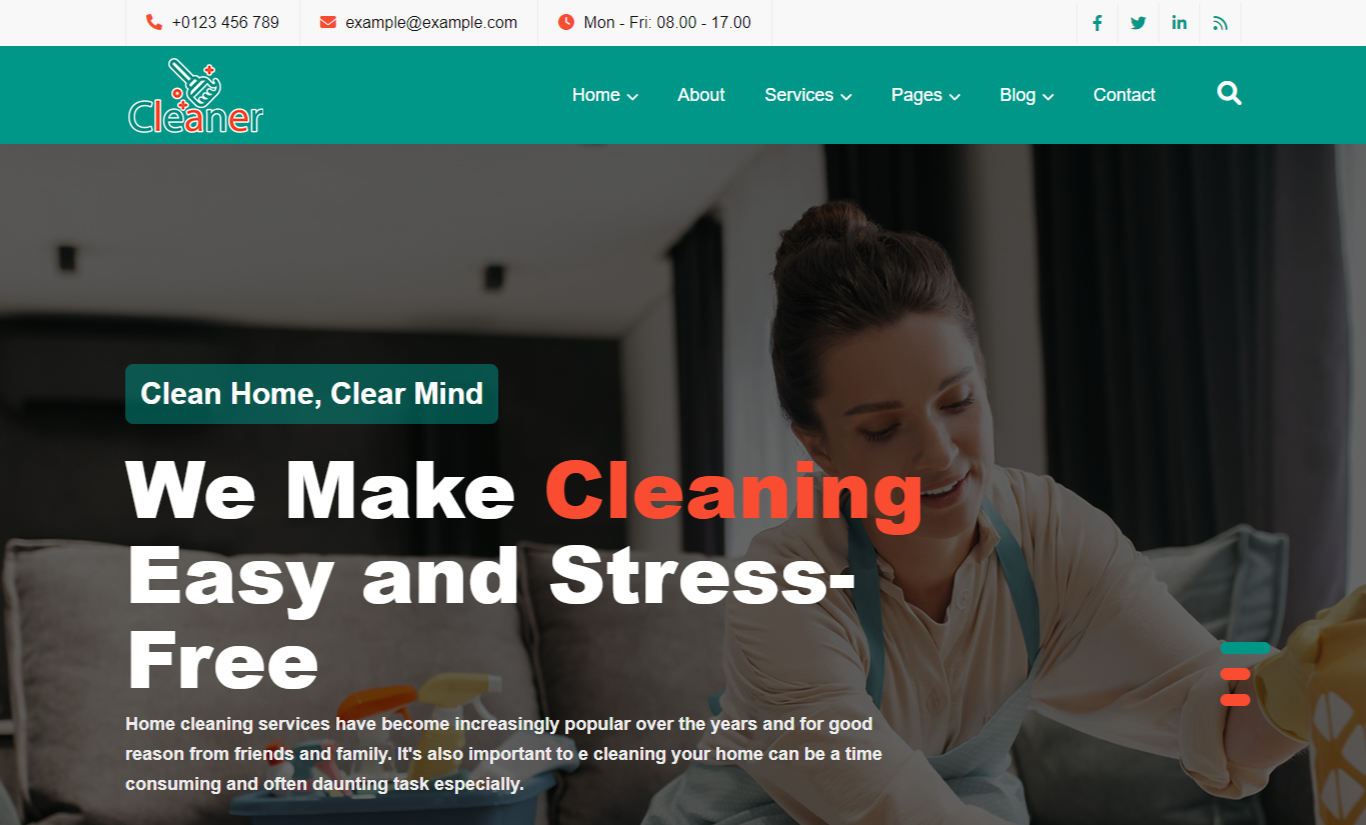 +0123 456 789 example@example.com Mon - Fri: 08.00 - 17.00
Cleaner
Home About Services Pages Blog Contact
Clean Home, Clear Mind
We Make Cleaning
Easy and Stress-
Free
Home cleaning services have become increasingly popular over the years and for good
reason from friends and family. It's also important to e cleaning your home can be a time
consuming and often daunting task especially.